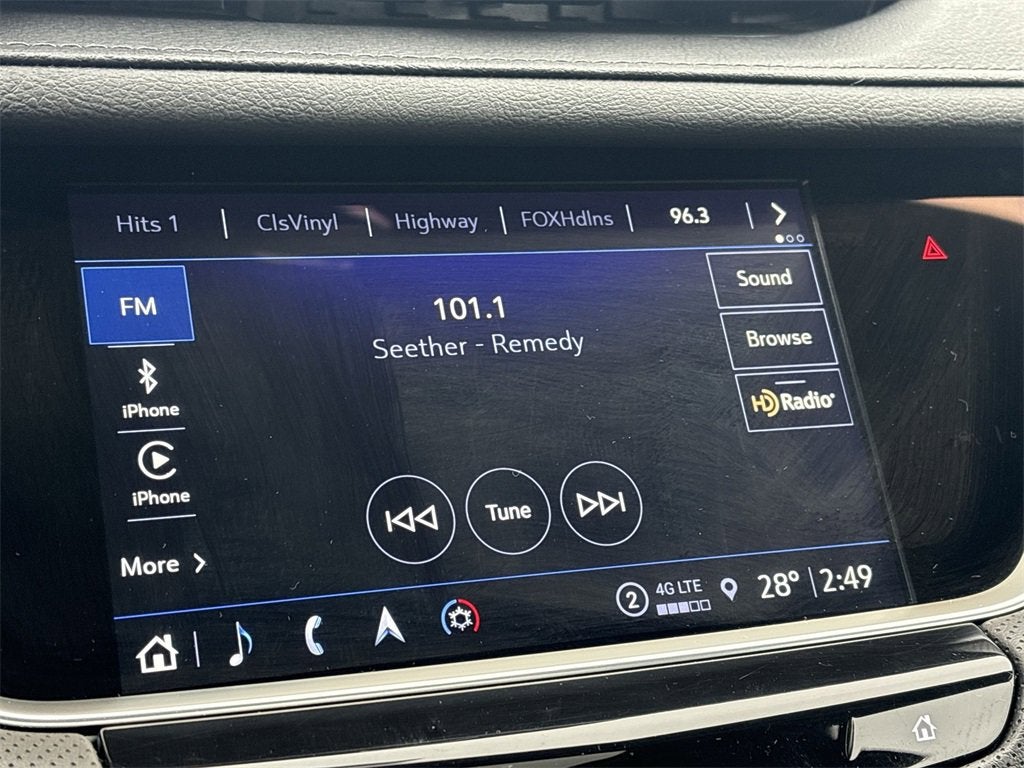 Hits 1 | ClsVinyl | Highway | FOXHdlns | 96.3 |
FM
101.1
Seether - Remedy
Sound
Browse
HD Radio
iPhone
iPhone
Tune
More
2 4G LTE 28° | 2:49